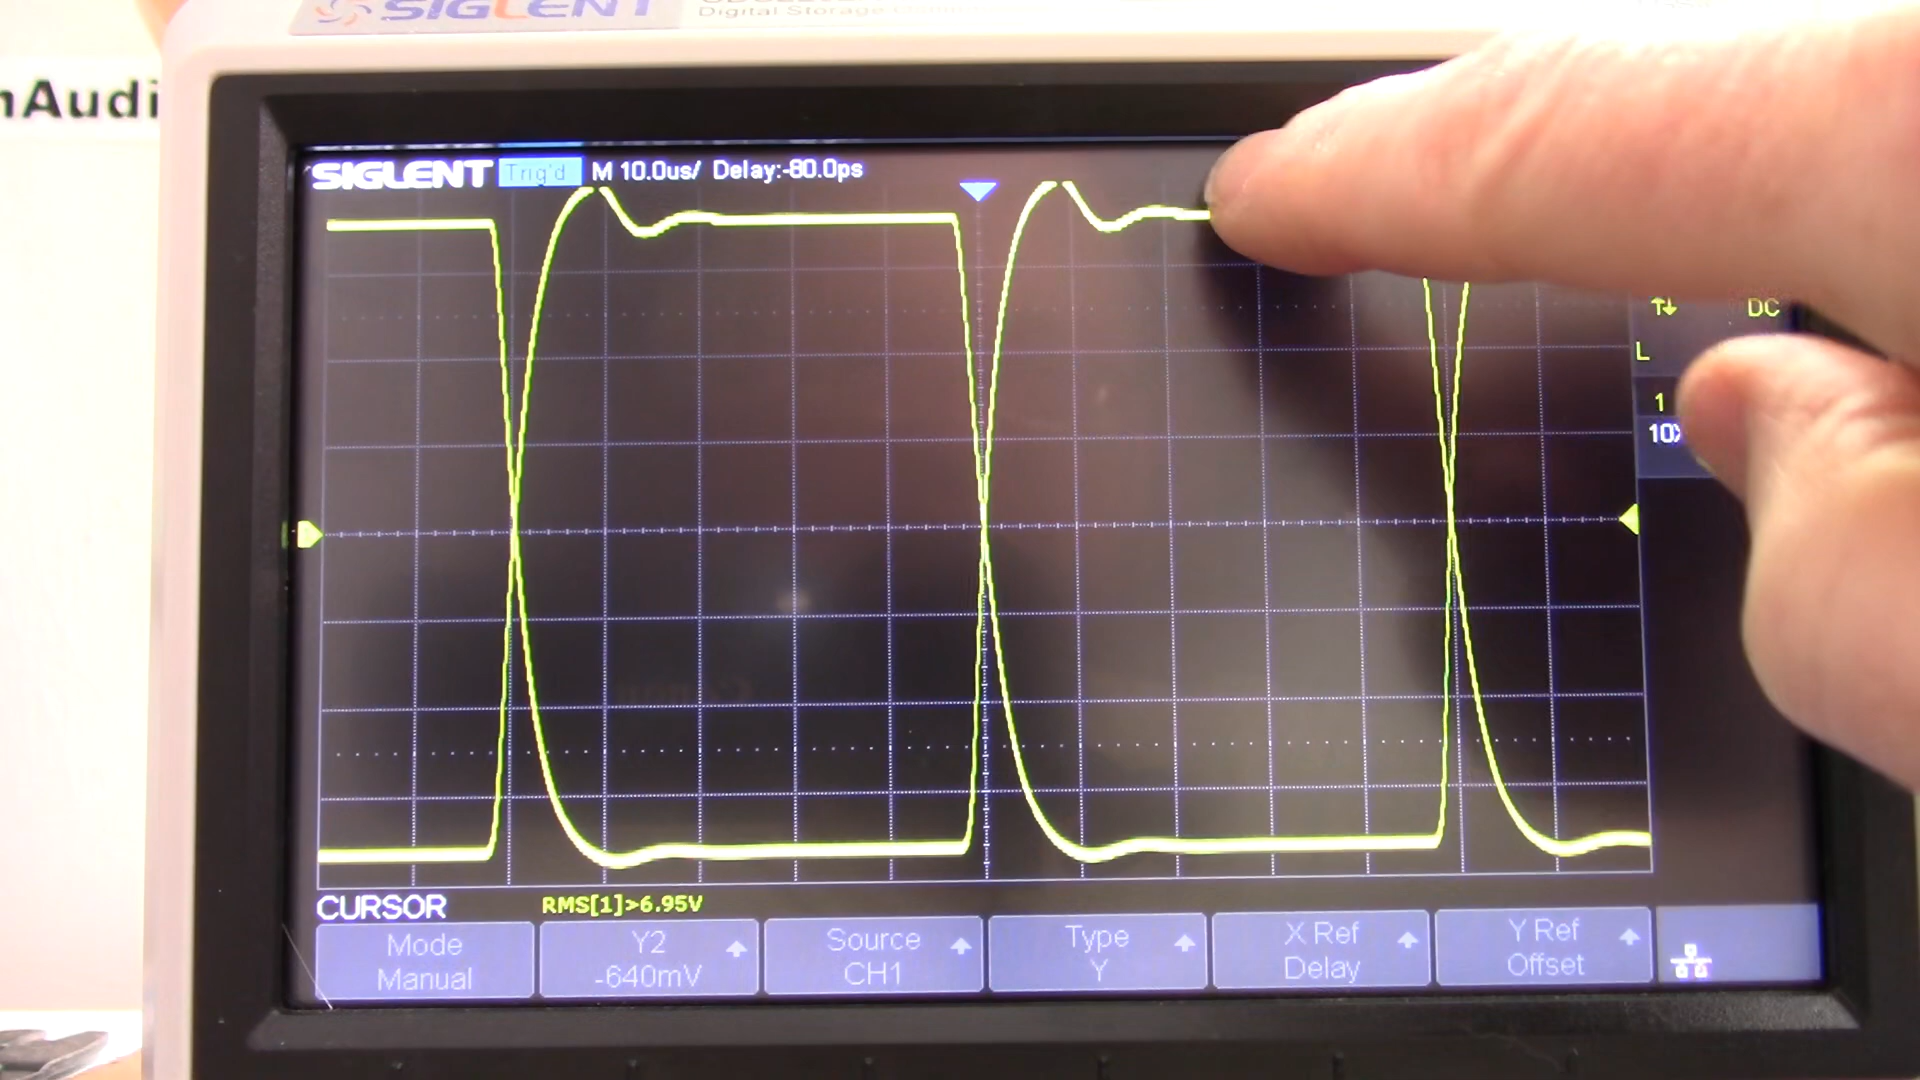 SIGLENT
Digital Storage
nAudi
SIGLENT Trig'd M 10.0us/ Delay:-80.0ps
DC
L
1
10X
CURSOR RMS[1]>6.95V
Mode
Manual
Y2
-640mV
Source
CH1
Type
Y
X Ref
Delay
Y Ref
Offset